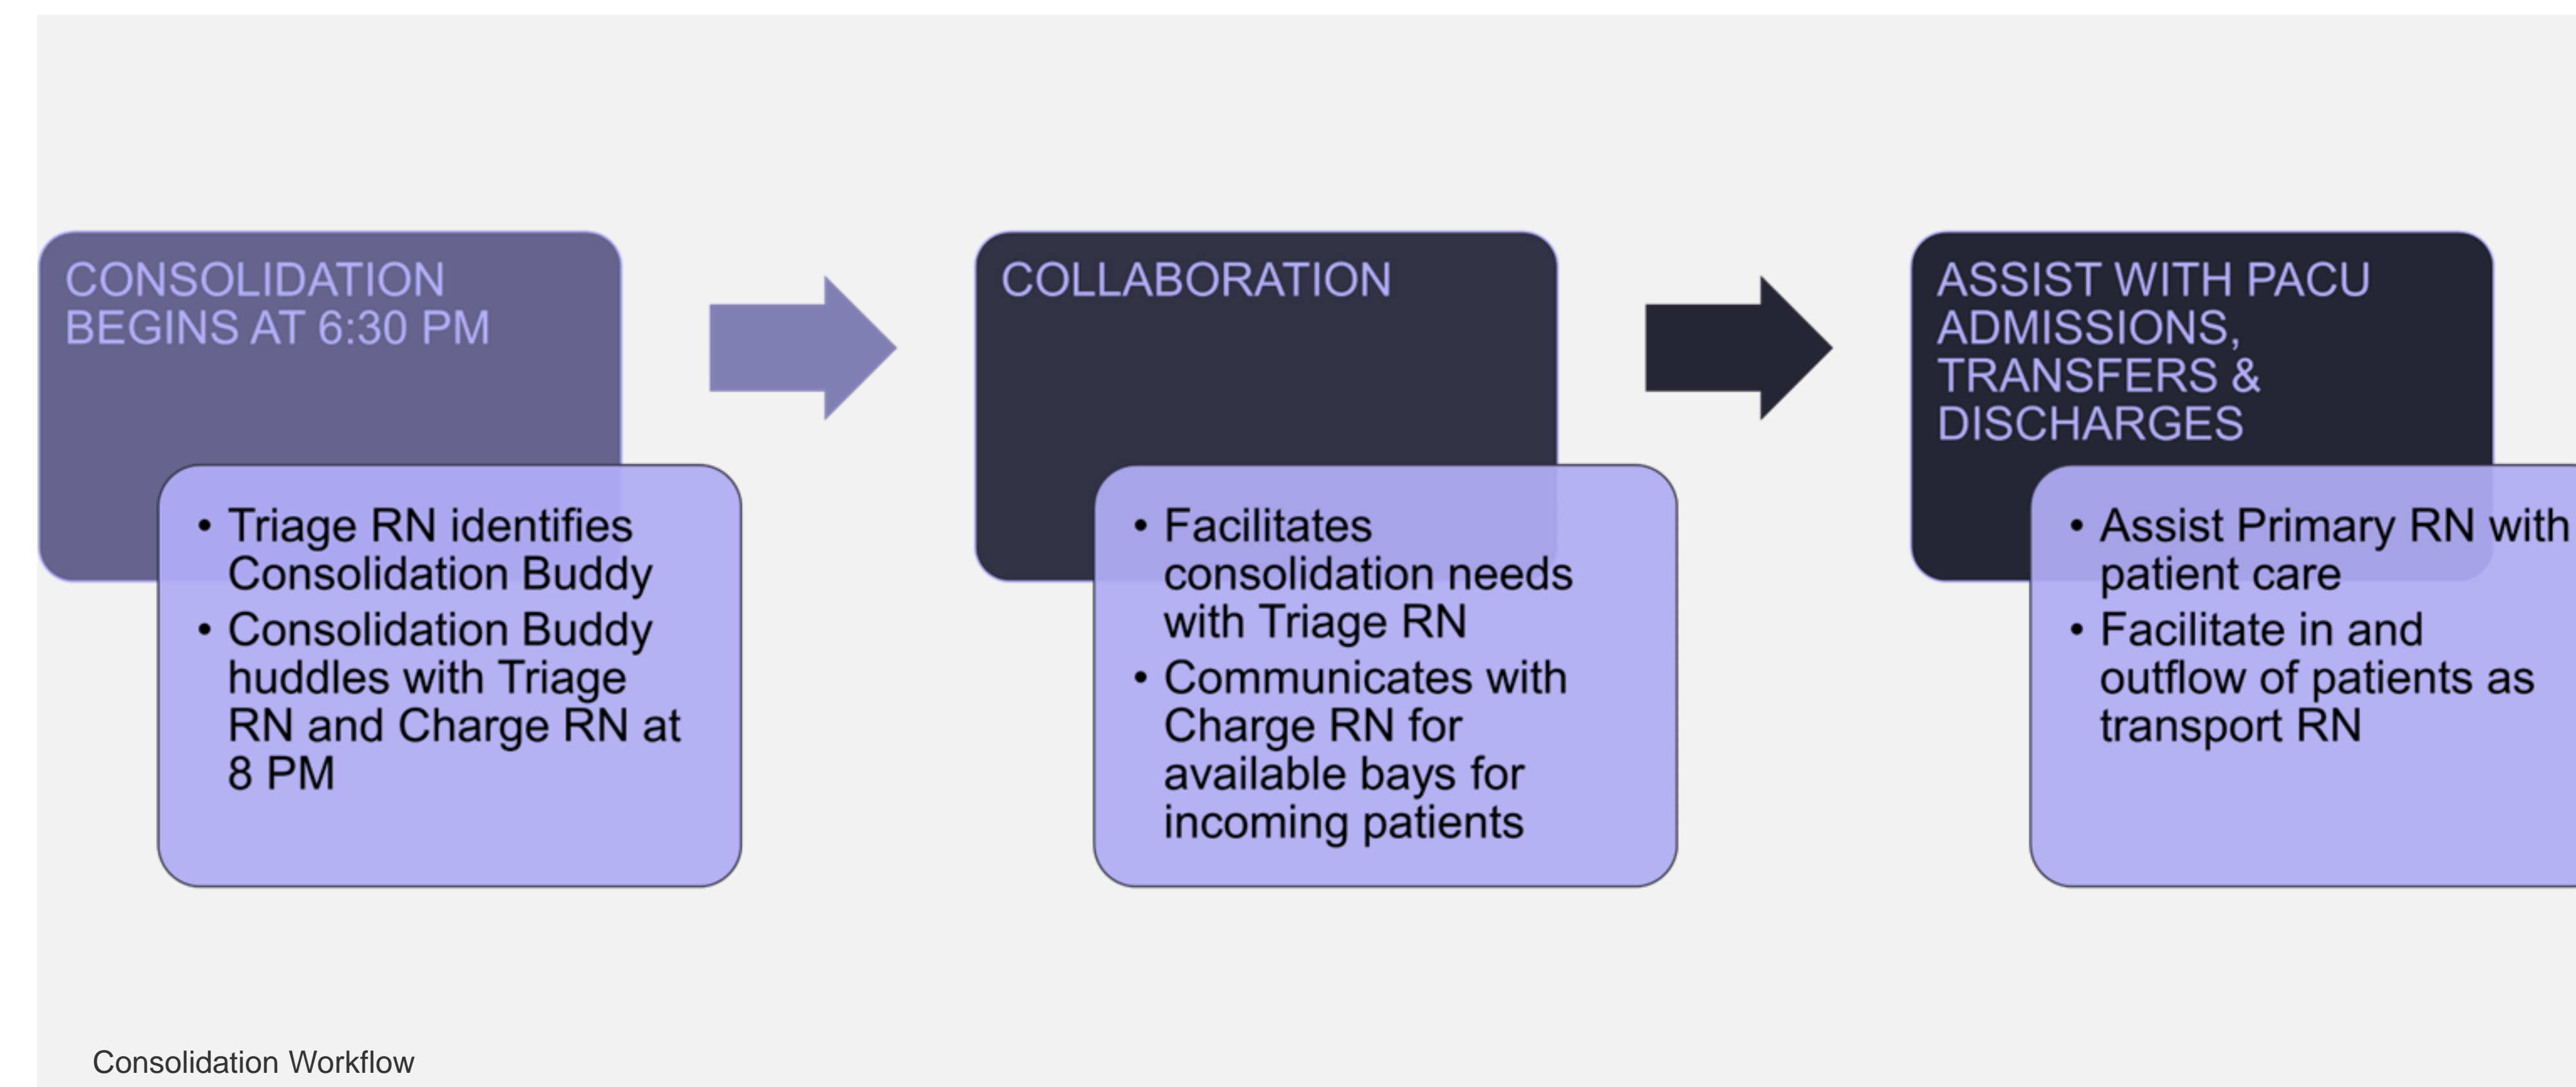 CONSOLIDATION
BEGINS AT 6:30 PM
• Triage RN identifies
Consolidation Buddy
• Consolidation Buddy
huddles with Triage
RN and Charge RN at
8 PM
COLLABORATION
• Facilitates
consolidation needs
with Triage RN
• Communicates with
Charge RN for
available bays for
incoming patients
ASSIST WITH PACU
ADMISSIONS,
TRANSFERS &
DISCHARGES
• Assist Primary RN with
patient care
• Facilitate in and
outflow of patients as
transport RN
Consolidation Workflow